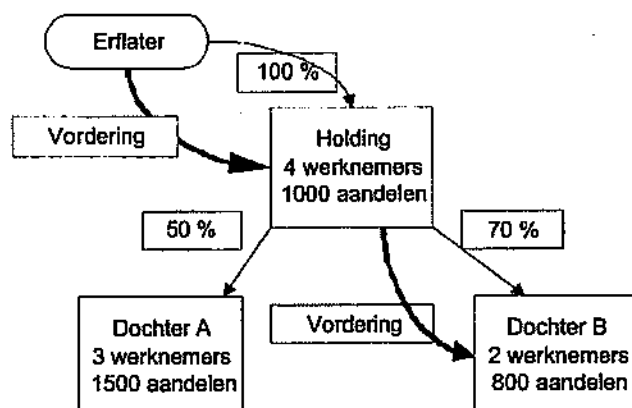 Erflater
100 %
Vordering
Holding
4 werknemers
1000 aandelen
50 %
70 %
Dochter A
3 werknemers
1500 aandelen
Vordering
Dochter B
2 werknemers
800 aandelen